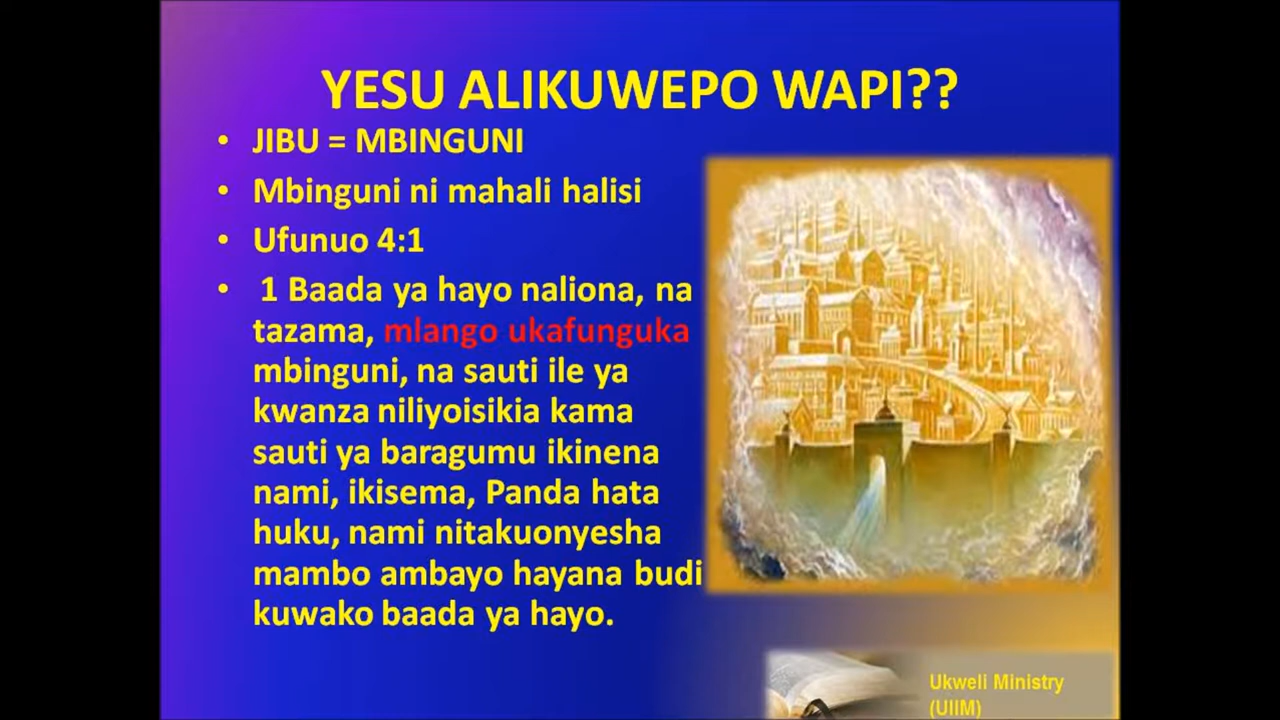 YESU ALIKUWEPO WAPI??
• JIBU = MBINGUNI
• Mbinguni ni mahali halisi
• Ufunuo 4:1
• 1 Baada ya hayo naliona, na
tazama, mlango ukafunguka
mbinguni, na sauti ile ya
kwanza niliyoisikia kama
sauti ya baragumu ikinena
nami, ikisema, Panda hata
huku, nami nitakuonyesha
mambo ambayo hayana budi
kuwako baada ya hayo.
Ukweli Ministry
(UIIM)